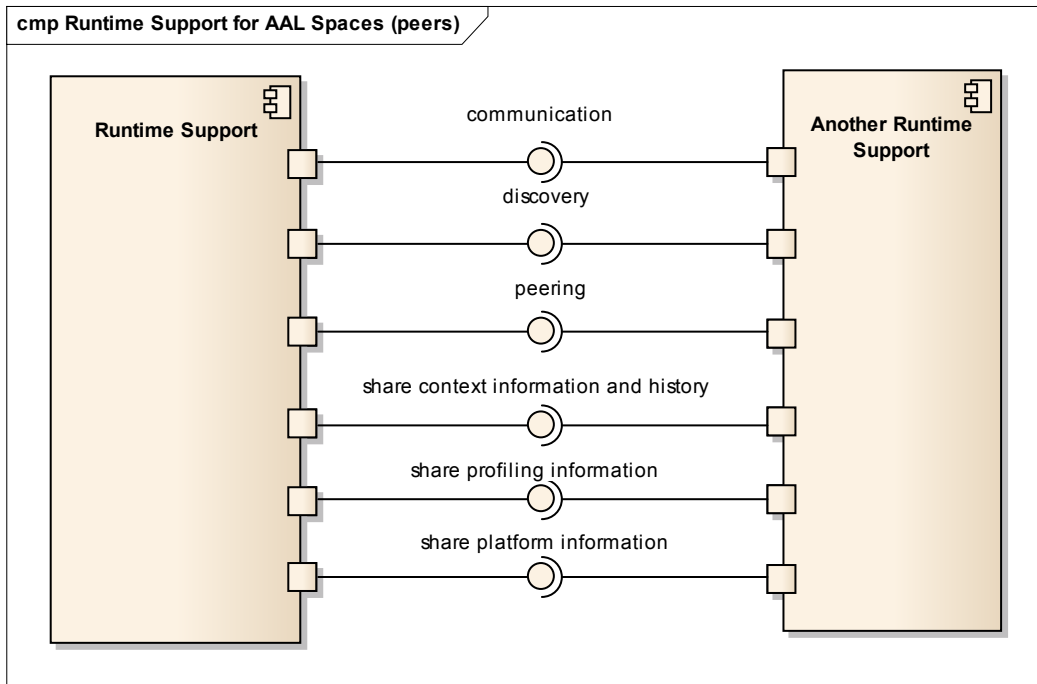 cmp Runtime Support for AAL Spaces (peers)
Runtime Support
Another Runtime
Support
communication
discovery
peering
share context information and history
share profiling information
share platform information